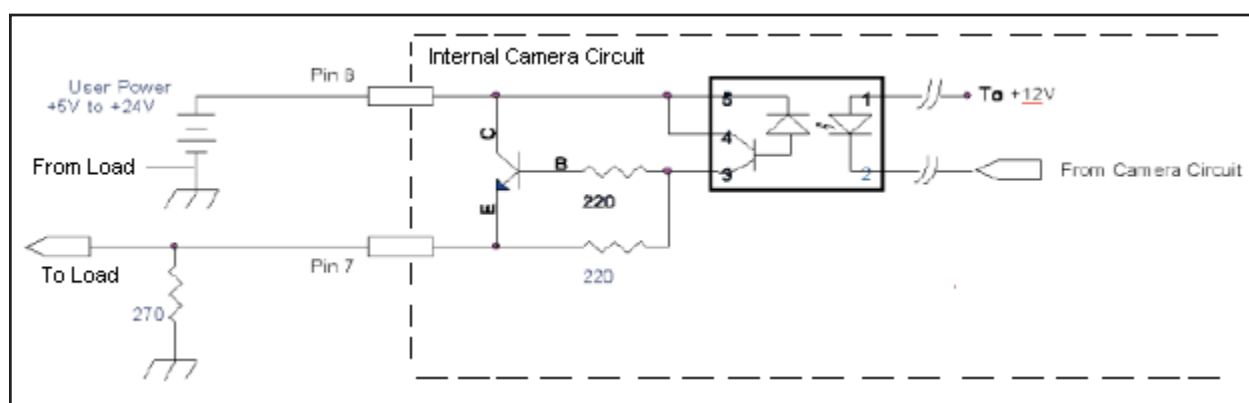 Internal Camera Circuit
User Power
+5V to +24V
From Load
Pin 8
5
4
3
1
2
To +12V
From Camera Circuit
C
B
E
220
220
Pin 7
To Load
270